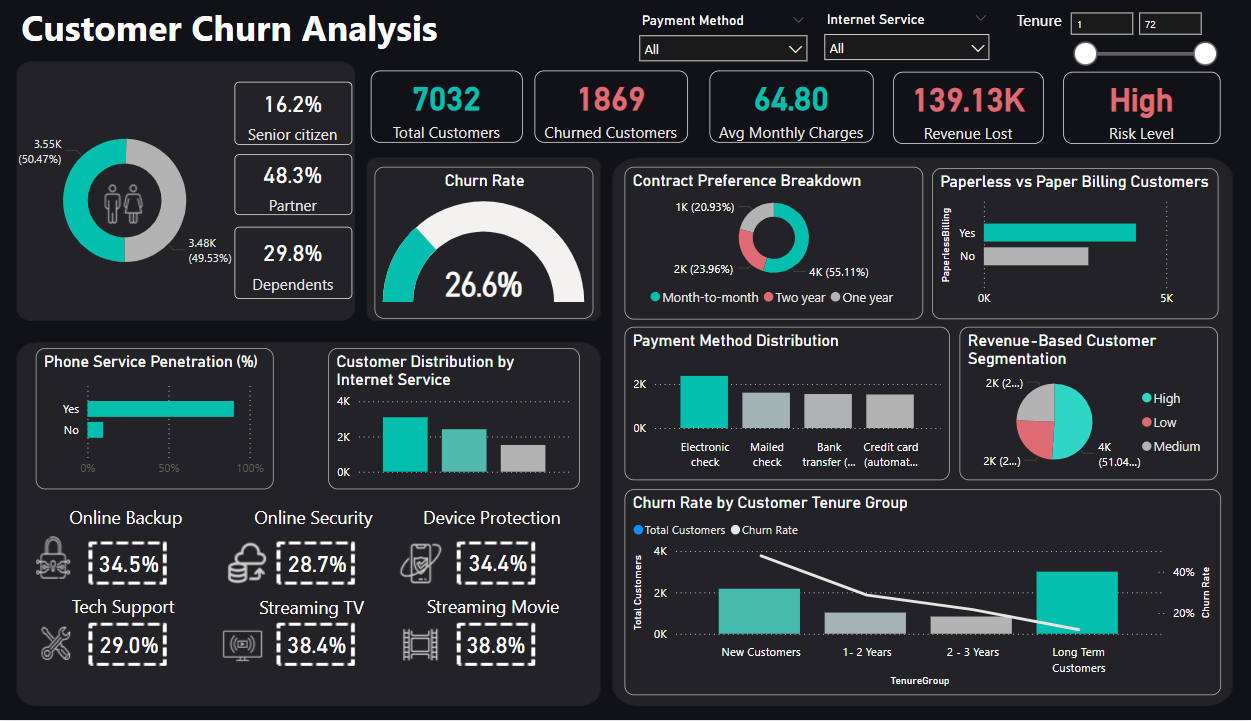 Customer Churn Analysis
Payment Method
All
Internet Service
All
Tenure
1
72
3.55K
(50.47%)
3.48K
(49.53%)
16.2%
Senior citizen
48.3%
Partner
29.8%
Dependents
7032
Total Customers
1869
Churned Customers
64.80
Avg Monthly Charges
139.13K
Revenue Lost
High
Risk Level
Churn Rate
26.6%
Contract Preference Breakdown
1K (20.93%)
2K (23.96%)
4K (55.11%)
Month-to-month
Two year
One year
Paperless vs Paper Billing Customers
PaperlessBilling
Yes
No
0K
5K
Phone Service Penetration (%)
Yes
No
0%
50%
100%
Customer Distribution by
Internet Service
4K
2K
0K
Payment Method Distribution
2K
0K
Electronic
check
Mailed
check
Bank
transfer (...
Credit card
(automat...
Revenue-Based Customer
Segmentation
2K (2...)
2K (2...)
4K
(51.04...)
High
Low
Medium
Online Backup
34.5%
Online Security
28.7%
Device Protection
34.4%
Tech Support
29.0%
Streaming TV
38.4%
Streaming Movie
38.8%
Churn Rate by Customer Tenure Group
Total Customers
Churn Rate
Total Customers
4K
2K
0K
40%
20%
Churn Rate
New Customers
1- 2 Years
2 - 3 Years
Long Term
Customers
TenureGroup